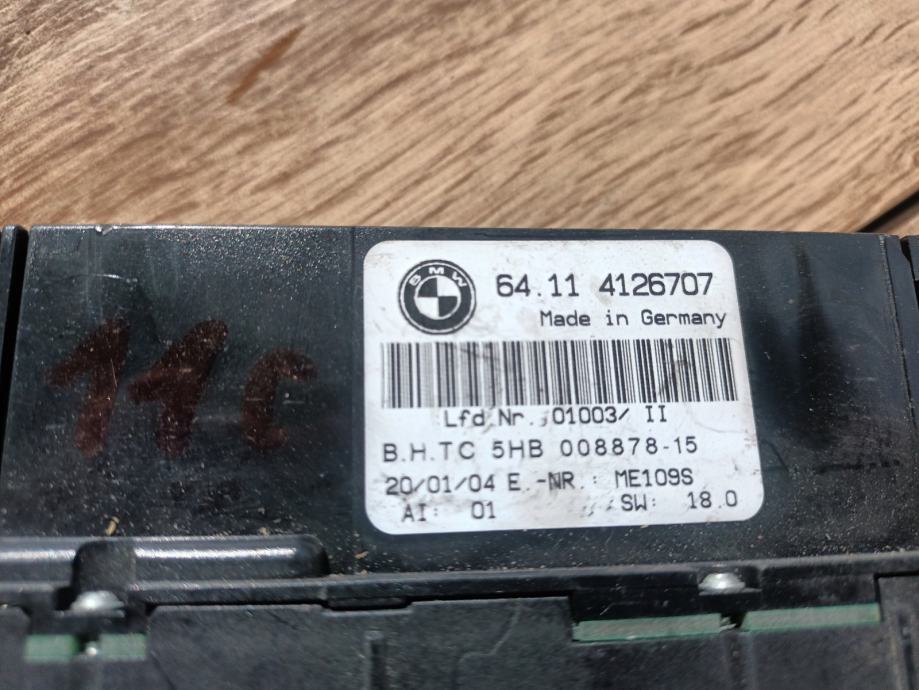 BMW
64.11 4126707
Made in Germany
Lfd.Nr. 01003/ II
B.H.TC 5HB 008878-15
20/01/04 E.-NR.: ME109S
AI: 01 SW: 18.0
11c